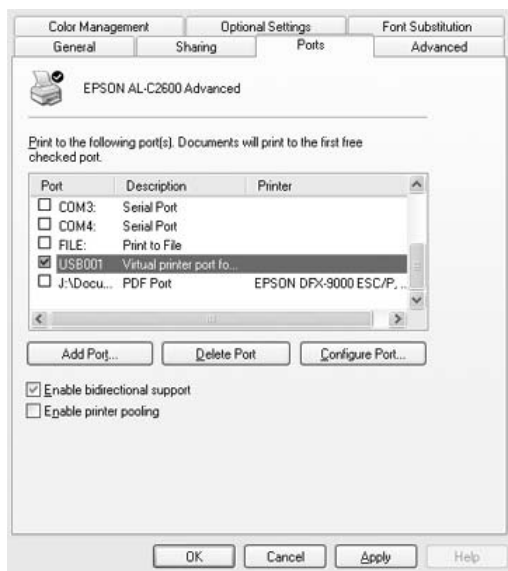 Color Management Optional Settings Font Substitution
General Sharing Ports Advanced
EPSON AL-C2600 Advanced
Print to the following port(s). Documents will print to the first free
checked port.
Port Description Printer
COM3: Serial Port
COM4: Serial Port
FILE: Print to File
USB001 Virtual printer port fo...
J:\Docu... PDF Port EPSON DFX-9000 ESC/P, ...
Add Port... Delete Port Configure Port...
Enable bidirectional support
Enable printer pooling
OK Cancel Apply Help